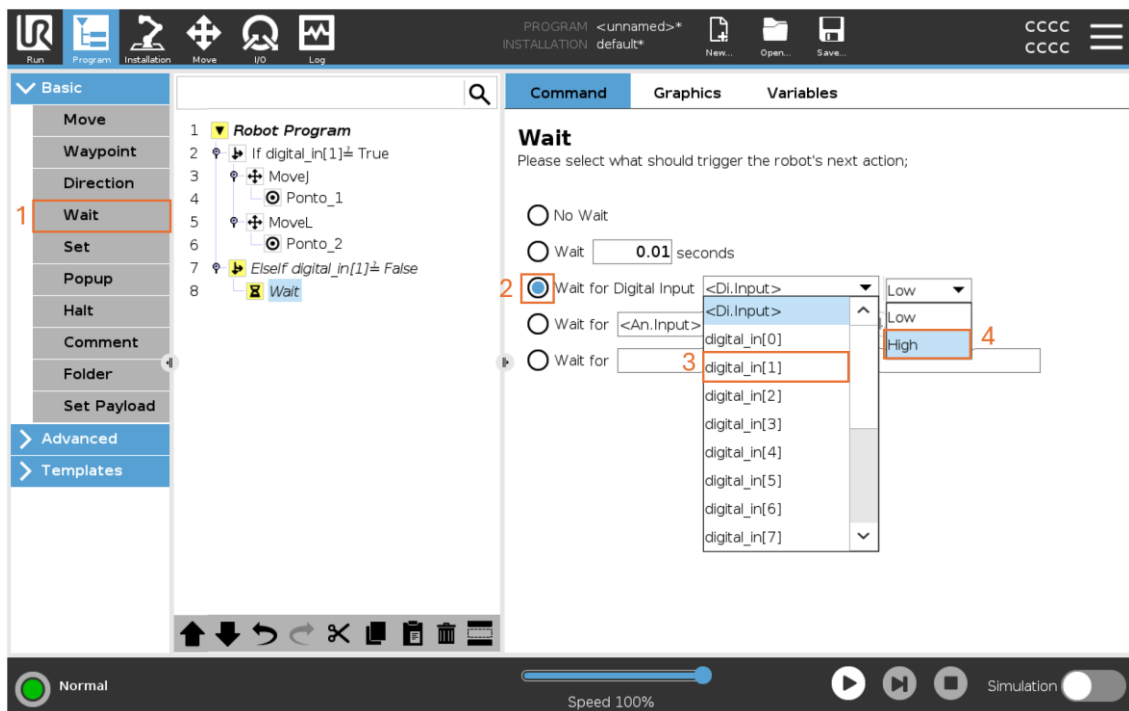 PROGRAM <unnamed>*
INSTALLATION default*
New... Open... Save...
CCCC
CCCC
UR
Run Program Installation Move I/O Log
Basic
Move
Waypoint
Direction
1 Wait
Set
Popup
Halt
Comment
Folder
Set Payload
Advanced
Templates
1 Robot Program
2 If digital_in[1]≟ True
3 MoveJ
4 Ponto_1
5 MoveL
6 Ponto_2
7 ElseIf digital_in[1]≟ False
8 Wait
Command Graphics Variables
Wait
Please select what should trigger the robot's next action;
No Wait
Wait 0.01 seconds
2 Wait for Digital Input <Di.Input> Low
Wait for <An.Input>
Wait for
<Di.Input>
digital_in[0]
3 digital_in[1]
digital_in[2]
digital_in[3]
digital_in[4]
digital_in[5]
digital_in[6]
digital_in[7]
Low
High 4
Normal
Speed 100%
Simulation